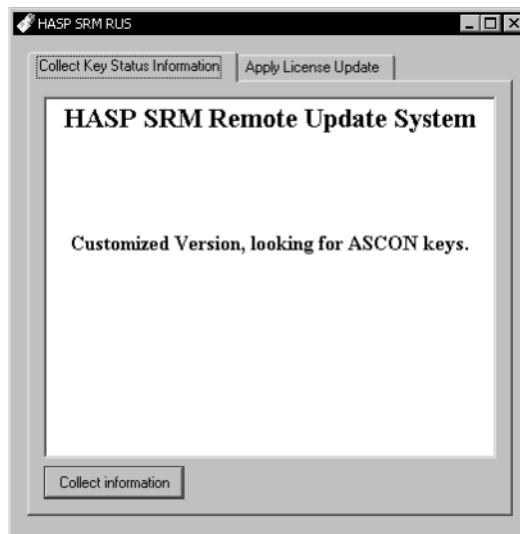 HASP SRM RUS
Collect Key Status Information
Apply License Update
HASP SRM Remote Update System
Customized Version, looking for ASCON keys.
Collect information